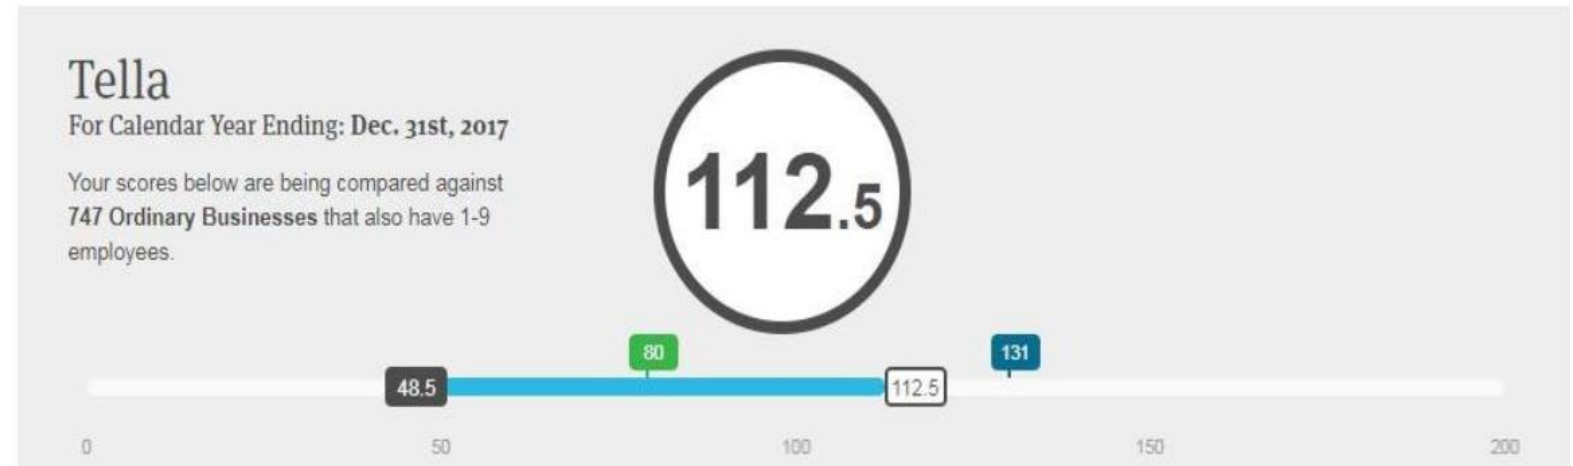 Tella
For Calendar Year Ending: Dec. 31st, 2017
Your scores below are being compared against
747 Ordinary Businesses that also have 1-9
employees.
112.5
80
131
48.5
112.5
0
50
100
150
200